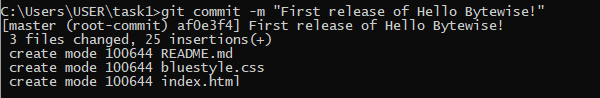 C:\Users\USER\task1>git commit -m "First release of Hello Bytewise!"
[master (root-commit) af0e3f4] First release of Hello Bytewise!
 3 files changed, 25 insertions(+)
 create mode 100644 README.md
 create mode 100644 bluestyle.css
 create mode 100644 index.html